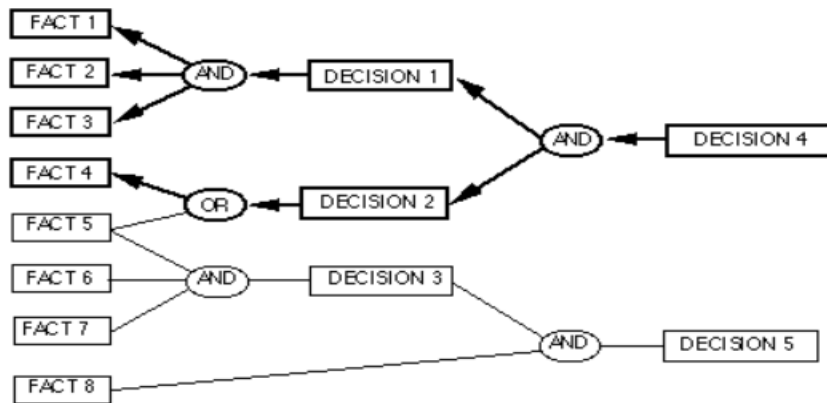 FACT 1
FACT 2
AND
DECISION 1
FACT 3
AND
DECISION 4
FACT 4
OR
DECISION 2
FACT 5
FACT 6
AND
DECISION 3
FACT 7
AND
DECISION 5
FACT 8